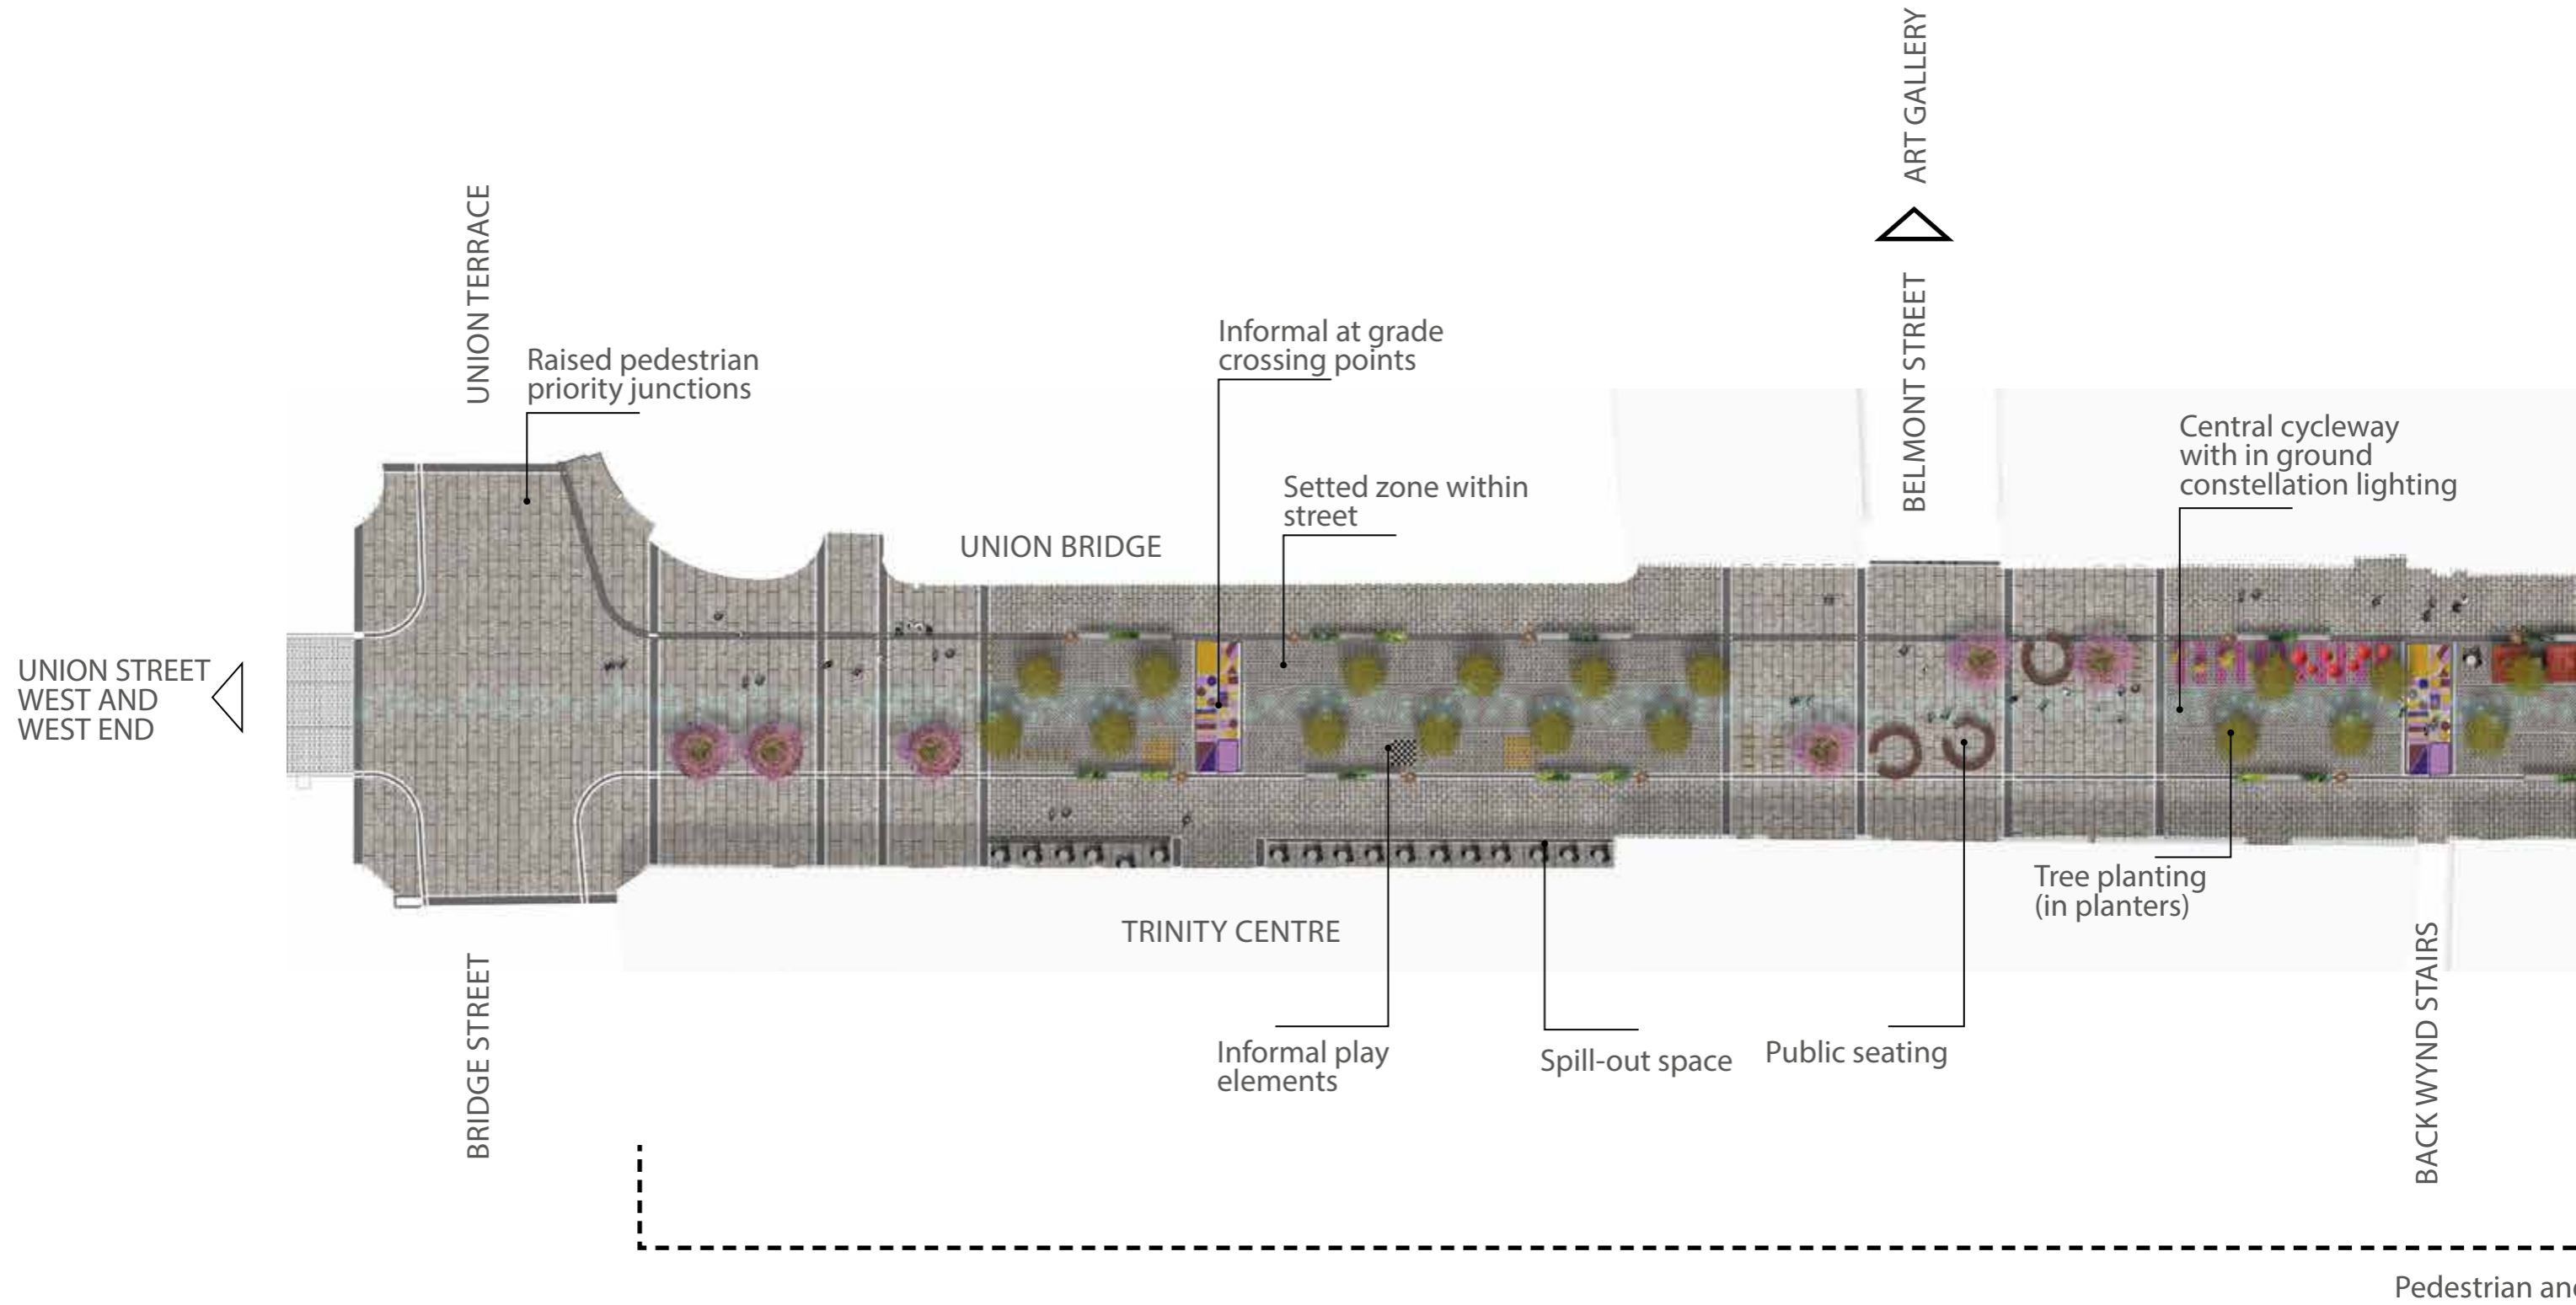 ART GALLERY
UNION TERRACE
BELMONT STREET
Informal at grade
crossing points
Raised pedestrian
priority junctions
Central cycleway
with in ground
constellation lighting
Setted zone within
street
UNION BRIDGE
UNION STREET
WEST AND
WEST END
Tree planting
(in planters)
TRINITY CENTRE
BRIDGE STREET
BACK WYND STAIRS
Informal play
elements
Spill-out space
Public seating
Pedestrian